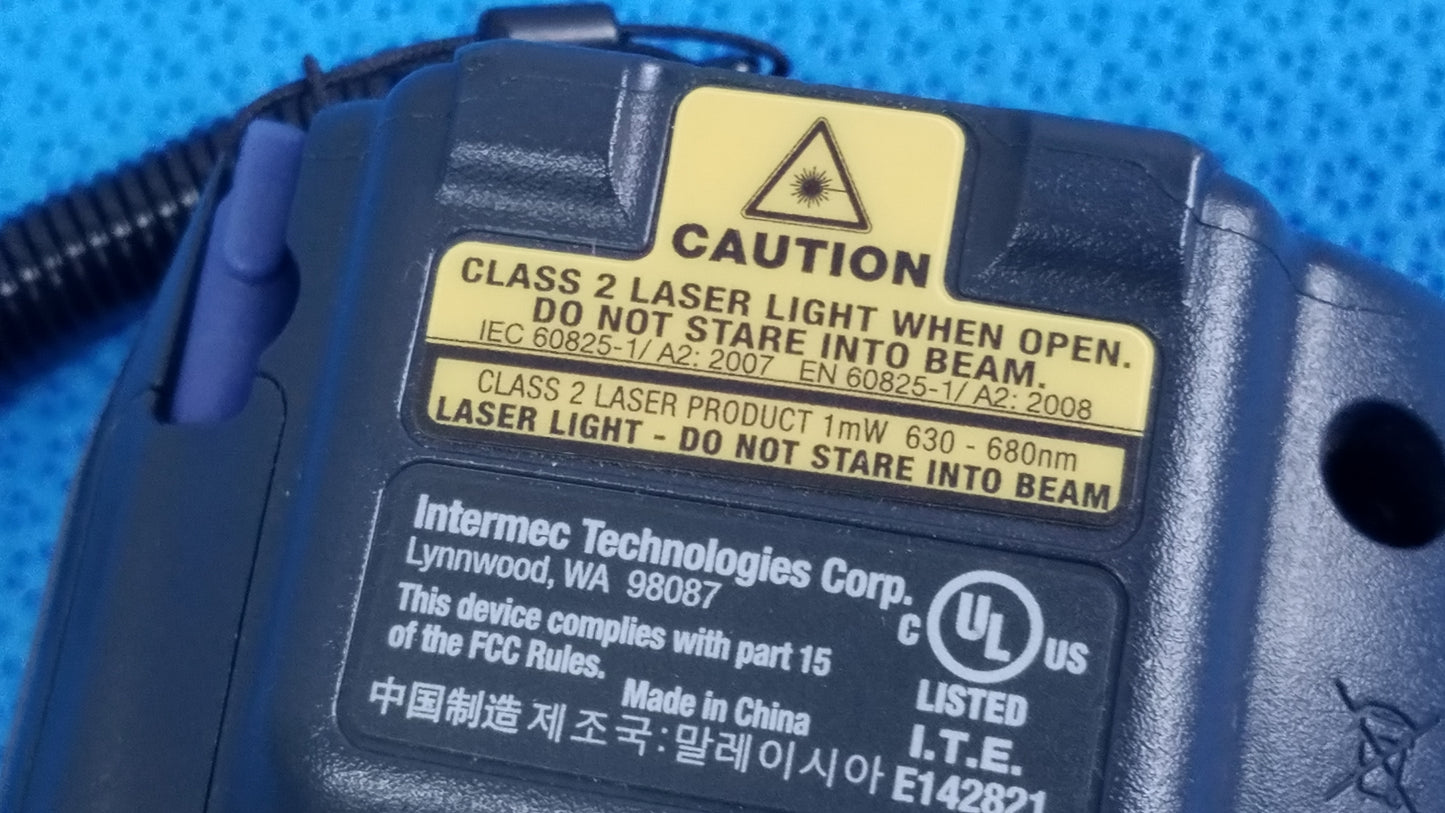 CAUTION
CLASS 2 LASER LIGHT WHEN OPEN.
DO NOT STARE INTO BEAM.
IEC 60825-1/ A2: 2007 EN 60825-1/ A2: 2008
CLASS 2 LASER PRODUCT 1mW 630 - 680nm
LASER LIGHT - DO NOT STARE INTO BEAM
Intermec Technologies Corp.
Lynnwood, WA 98087
This device complies with part 15
of the FCC Rules.
Made in China
中国制造 제조국:말레이시아
C UL US
LISTED
I.T.E.
E142821